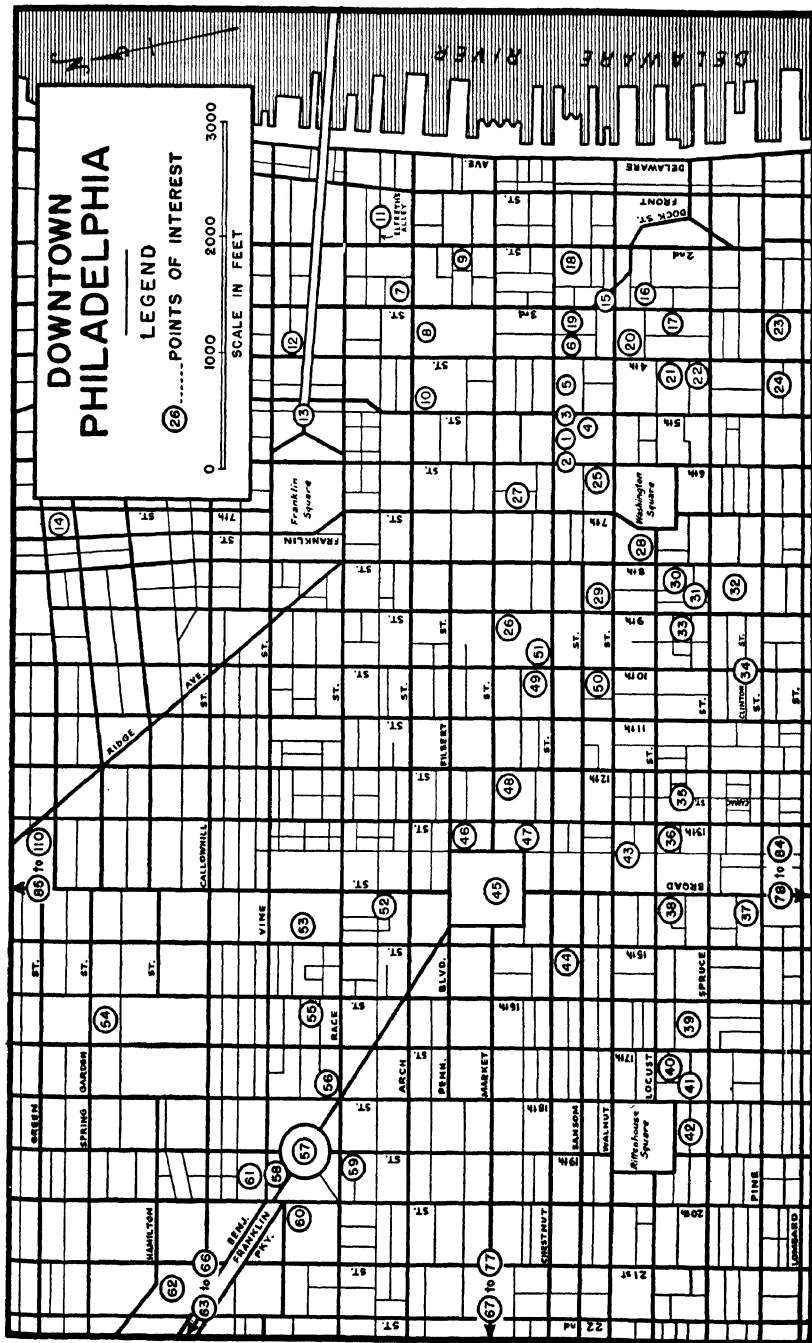 DOWNTOWN
PHILADELPHIA
LEGEND
26 ------ POINTS OF INTEREST
0 1000 2000 3000
SCALE IN FEET
N
DELAWARE RIVER
DELAWARE AVE.
FRONT ST.
DOCK ST.
2nd ST.
3rd ST.
4th ST.
5th ST.
6th ST.
7th ST.
7th ST.
FRANKLIN ST.
8th ST.
9th ST.
10th ST.
11th ST.
12th ST.
13th ST.
BROAD ST.
15th ST.
16th ST.
17th ST.
18th ST.
19th ST.
20th ST.
21st ST.
22nd ST.
ELFRETH'S
ALLEY
Franklin
Square
Washington
Square
Rittenhouse
Square
RIDGE AVE.
BENJ.
FRANKLIN
PKY.
GREEN ST.
SPRING GARDEN ST.
HAMILTON ST.
CALLOWHILL ST.
VINE ST.
RACE ST.
ARCH ST.
PENN. BLVD.
FILBERT ST.
MARKET ST.
CHESTNUT ST.
SANSOM ST.
WALNUT ST.
LOCUST ST.
SPRUCE ST.
PINE ST.
LOMBARD
CLINTON ST.
CAMAC ST.
1
2
3
4
5
6
7
8
9
10
11
12
13
14
15
16
17
18
19
20
21
22
23
24
25
26
27
28
29
30
31
32
33
34
35
36
37
38
39
40
41
42
43
44
45
46
47
48
49
50
51
52
53
54
55
56
57
58
59
60
61
62
63 to 66
67 to 77
78 to 84
85 to 110